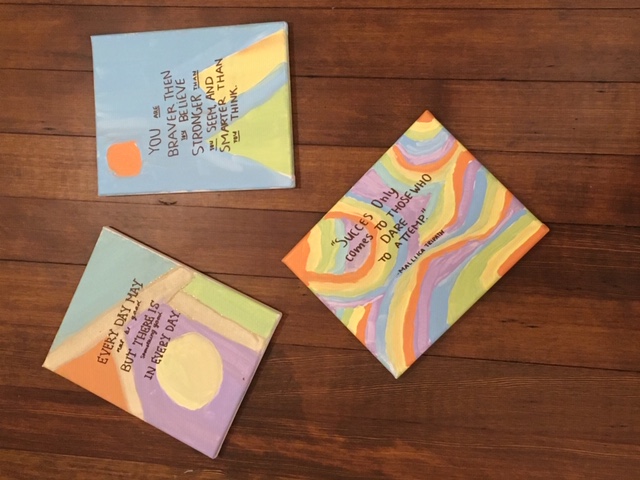 EVERY DAY MAY
not be good
BUT THERE IS
something good
IN EVERY DAY.
YOU ARE
BRAVER THEN
YOU BELIEVE
STRONGER THAN
YOU SEEM, AND
SMARTER THAN
YOU THINK.
"SUCCES Only
comes TO THOSE WHO
DARE
TO ATTEMP."
-MALLIKA TRIPATHI